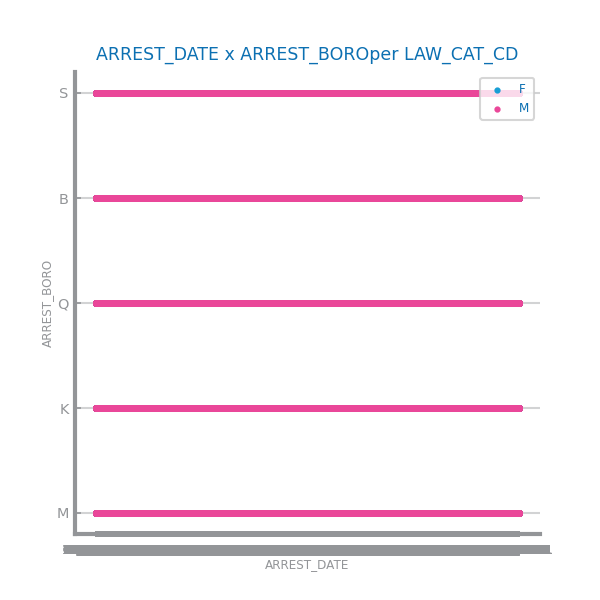 ARREST_DATE x ARREST_BOROper LAW_CAT_CD
F
M
S
B
Q
K
M
ARREST_BORO
ARREST_DATE